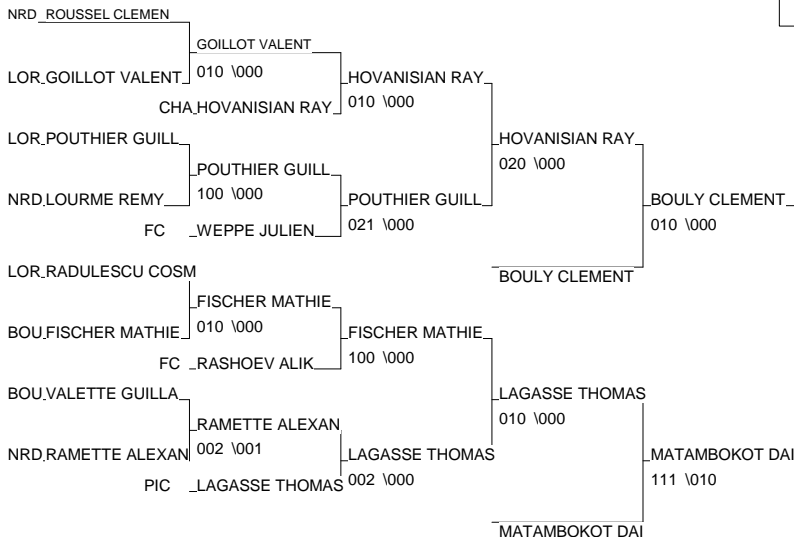 NRD ROUSSEL CLEMEN
GOILLOT VALENT
LOR GOILLOT VALENT 010 \000 HOVANISIAN RAY
CHA HOVANISIAN RAY 010 \000
LOR POUTHIER GUILL HOVANISIAN RAY
POUTHIER GUILL 020 \000
NRD LOURME REMY 100 \000 POUTHIER GUILL BOULY CLEMENT
FC WEPPE JULIEN 021 \000 010 \000
LOR RADULESCU COSM BOULY CLEMENT
FISCHER MATHIE
BOU FISCHER MATHIE 010 \000 FISCHER MATHIE
FC RASHOEV ALIK 100 \000
BOU VALETTE GUILLA LAGASSE THOMAS
RAMETTE ALEXAN 010 \000
NRD RAMETTE ALEXAN 002 \001 LAGASSE THOMAS MATAMBOKOT DAI
PIC LAGASSE THOMAS 002 \000 111 \010
MATAMBOKOT DAI